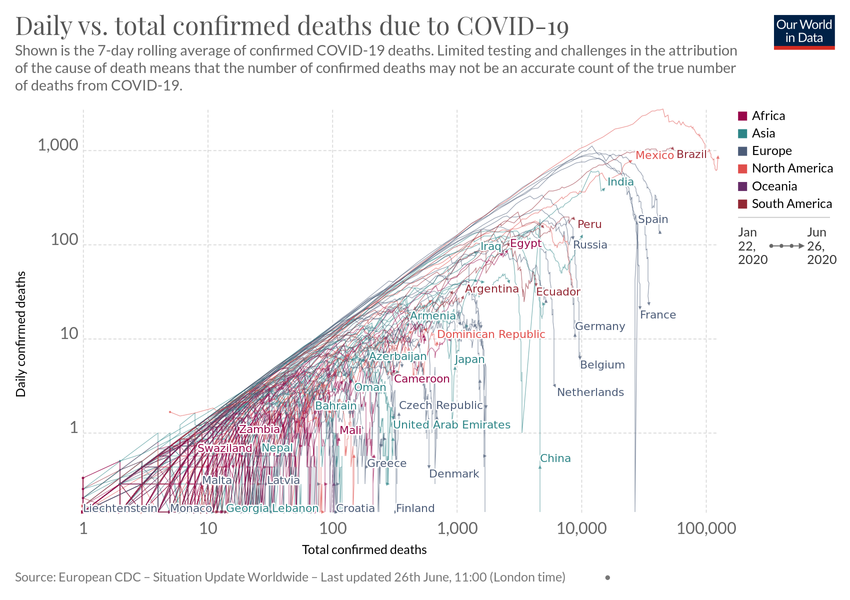 Daily vs. total confirmed deaths due to COVID-19
Our World
in Data
Shown is the 7-day rolling average of confirmed COVID-19 deaths. Limited testing and challenges in the attribution
of the cause of death means that the number of confirmed deaths may not be an accurate count of the true number
of deaths from COVID-19.
Africa
Asia
Europe
North America
Oceania
South America
Jan
22,
2020
Jun
26,
2020
Daily confirmed deaths
1,000
100
10
1
Mexico
Brazil
India
Spain
Peru
Russia
Iraq
Egypt
Argentina
Ecuador
France
Armenia
Germany
Dominican Republic
Azerbaijan
Japan
Belgium
Cameroon
Oman
Netherlands
Bahrain
Czech Republic
United Arab Emirates
Zambia
Mali
Swaziland
Nepal
China
Greece
Denmark
Malta
Latvia
Liechtenstein
Monaco
Georgia
Lebanon
Croatia
Finland
1
10
100
1,000
10,000
100,000
Total confirmed deaths
Source: European CDC – Situation Update Worldwide – Last updated 26th June, 11:00 (London time)